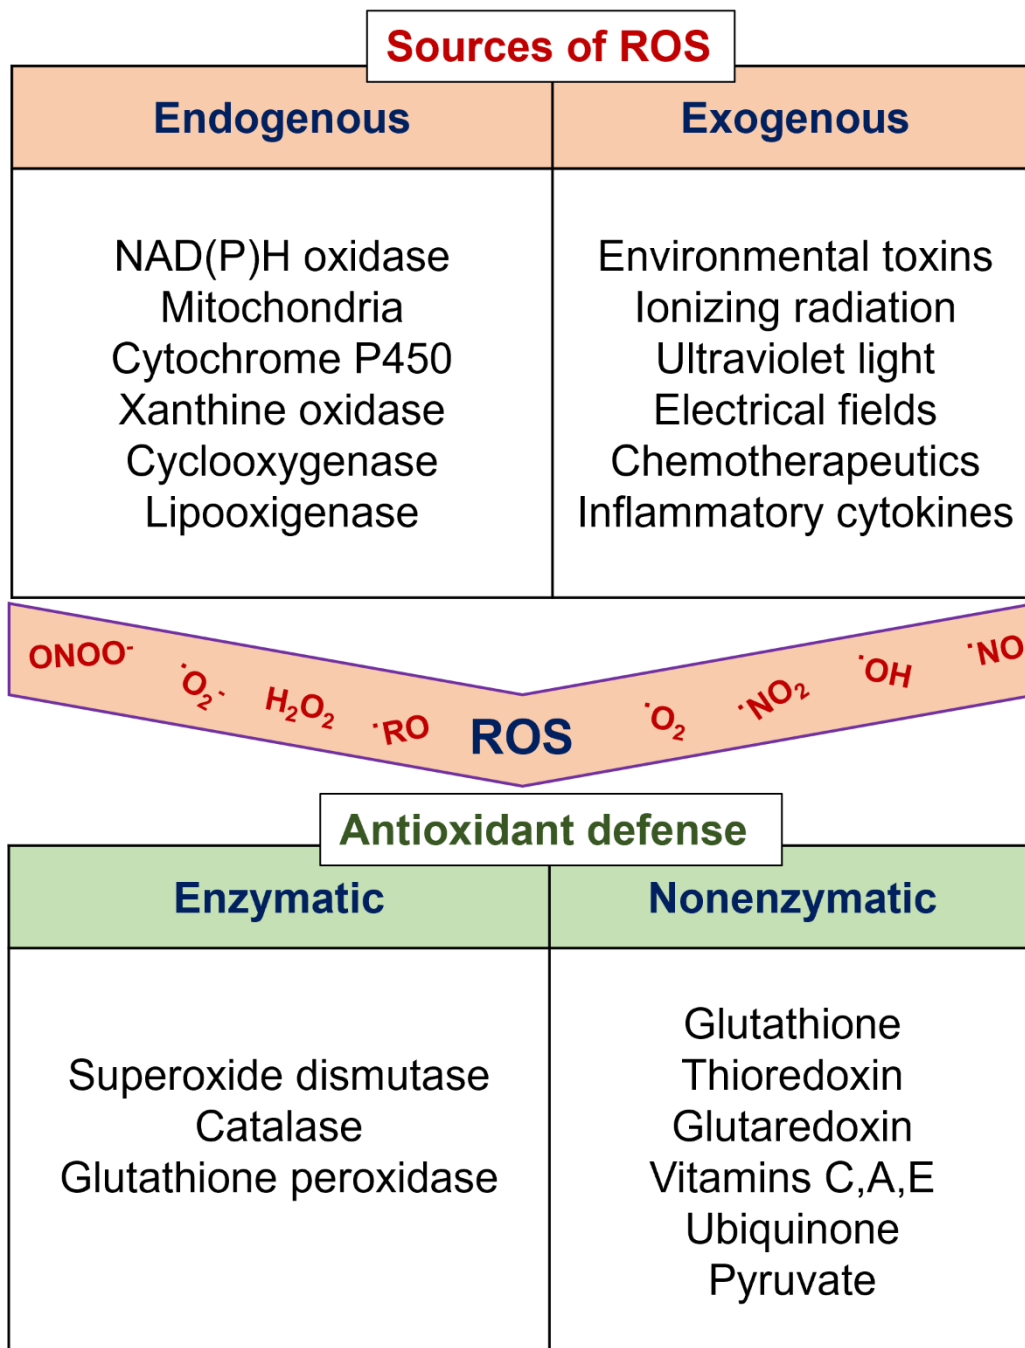 Sources of ROS
Endogenous
Exogenous
NAD(P)H oxidase
Mitochondria
Cytochrome P450
Xanthine oxidase
Cyclooxygenase
Lipooxigenase
Environmental toxins
Ionizing radiation
Ultraviolet light
Electrical fields
Chemotherapeutics
Inflammatory cytokines
ONOO⁻
·O₂⁻
H₂O₂
·RO
ROS
·O₂
·NO₂
·OH
·NO
Antioxidant defense
Enzymatic
Nonenzymatic
Superoxide dismutase
Catalase
Glutathione peroxidase
Glutathione
Thioredoxin
Glutaredoxin
Vitamins C,A,E
Ubiquinone
Pyruvate